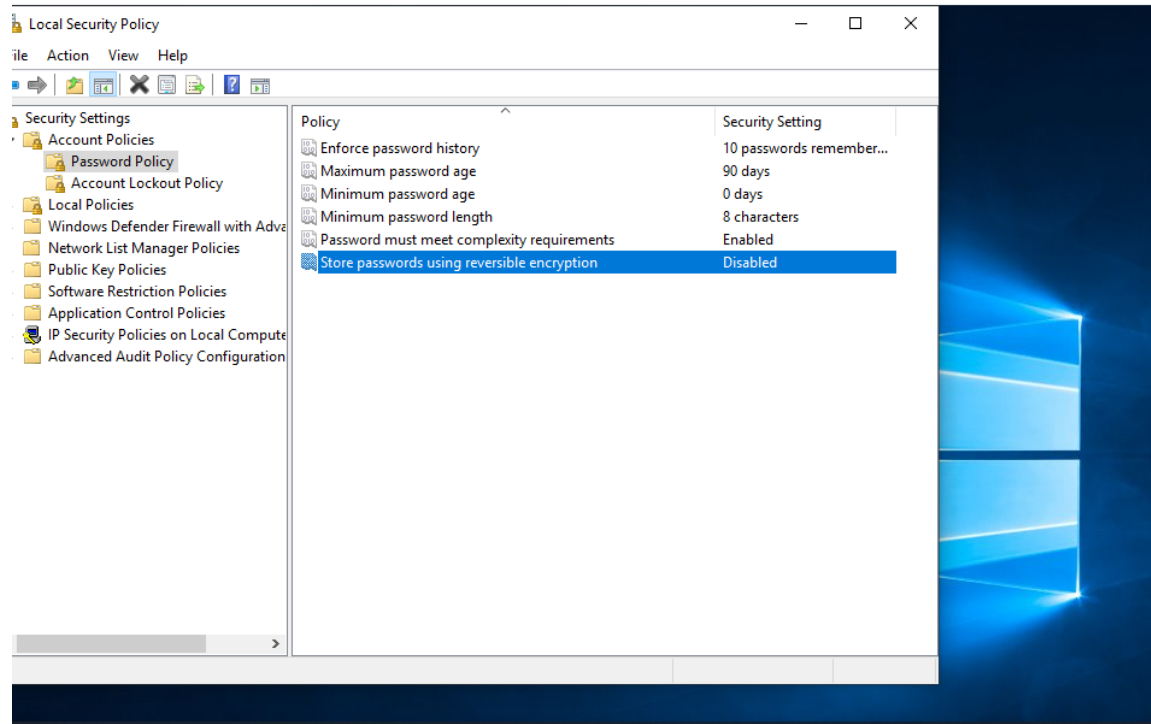 Local Security Policy
ile Action View Help
Security Settings
Account Policies
Password Policy
Account Lockout Policy
Local Policies
Windows Defender Firewall with Adva
Network List Manager Policies
Public Key Policies
Software Restriction Policies
Application Control Policies
IP Security Policies on Local Compute
Advanced Audit Policy Configuration
Policy Security Setting
Enforce password history 10 passwords remember...
Maximum password age 90 days
Minimum password age 0 days
Minimum password length 8 characters
Password must meet complexity requirements Enabled
Store passwords using reversible encryption Disabled